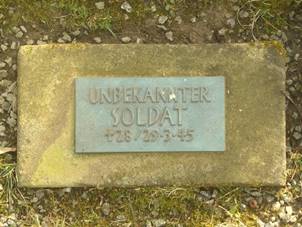 UNBEKANNTER
SOLDAT
†28/29·3·45